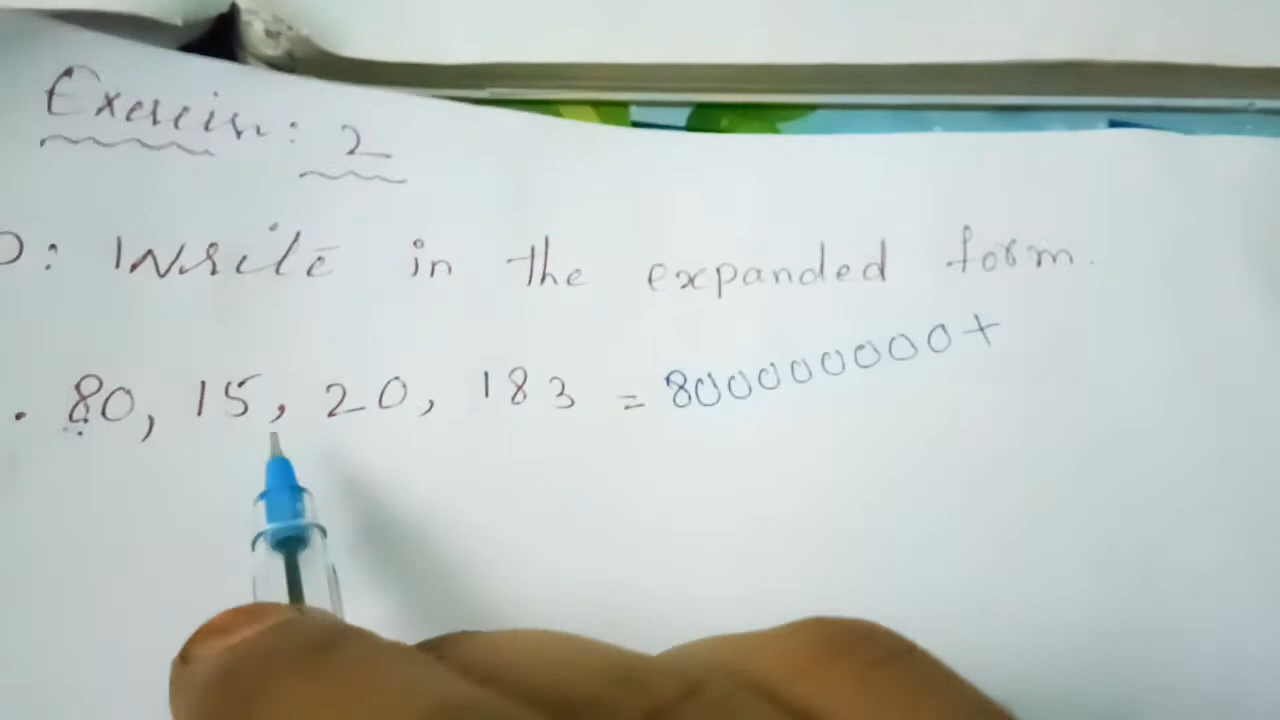 Exercise: 2
D: Write in the expanded form.
. 80, 15, 20, 183 = 800000000+